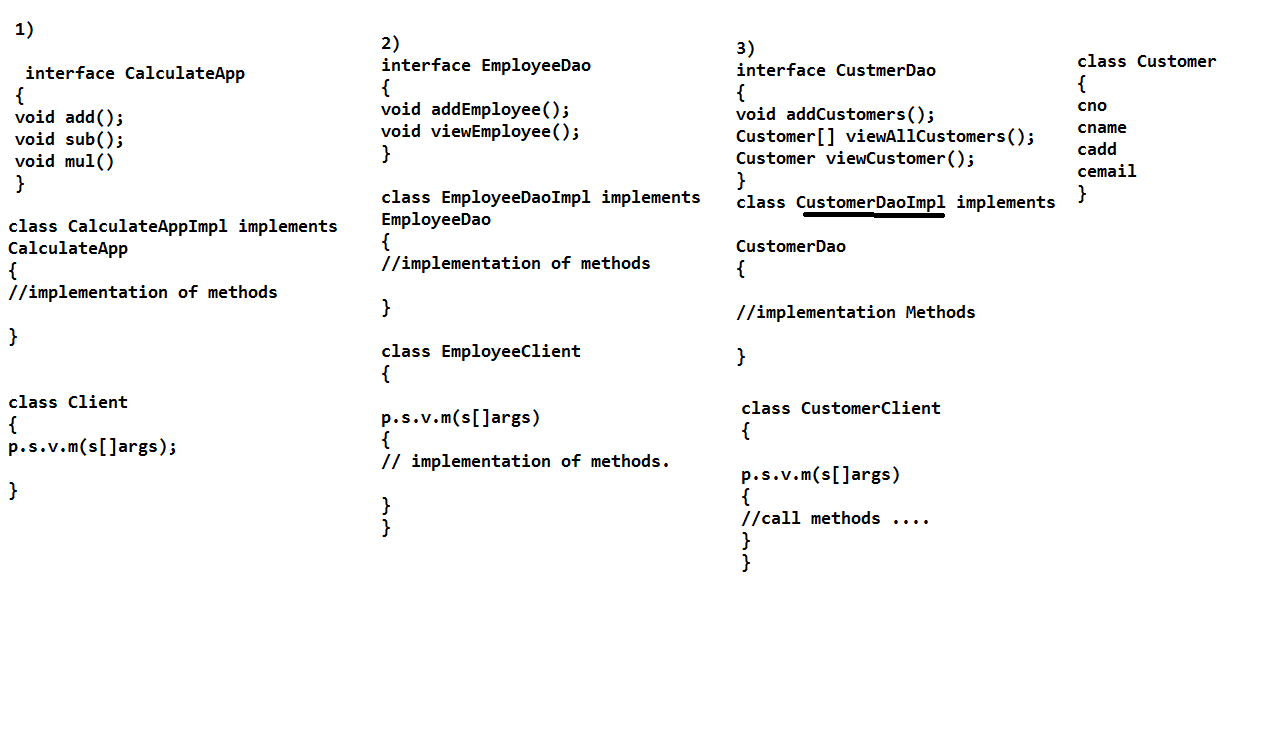 1)
interface CalculateApp
{
void add();
void sub();
void mul()
}
class CalculateAppImpl implements
CalculateApp
{
//implementation of methods
}
class Client
{
p.s.v.m(s[]args);
}
2)
interface EmployeeDao
{
void addEmployee();
void viewEmployee();
}
class EmployeeDaoImpl implements
EmployeeDao
{
//implementation of methods
}
class EmployeeClient
{
p.s.v.m(s[]args)
{
// implementation of methods.
}
}
3)
interface CustmerDao
{
void addCustomers();
Customer[] viewAllCustomers();
Customer viewCustomer();
}
class CustomerDaoImpl implements
CustomerDao
{
//implementation Methods
}
class CustomerClient
{
p.s.v.m(s[]args)
{
//call methods ....
}
}
class Customer
{
cno
cname
cadd
cemail
}